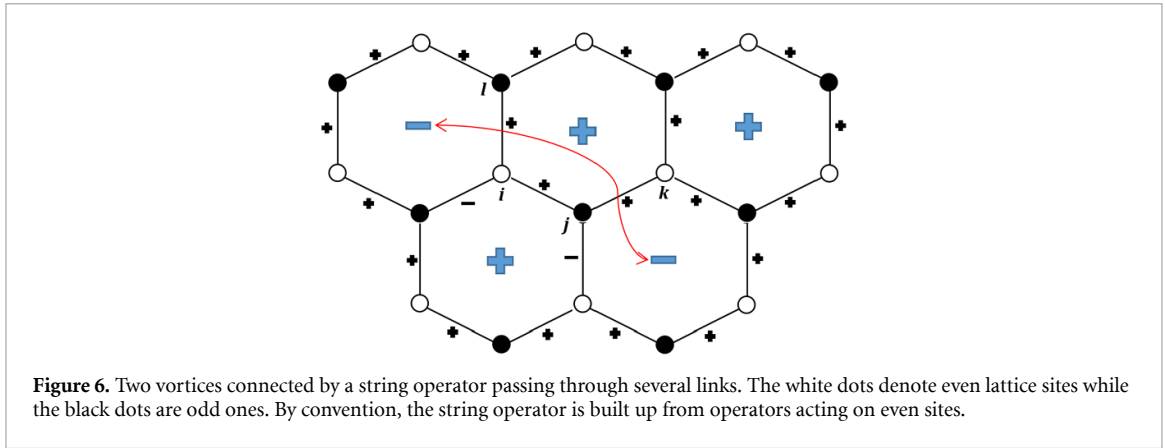 l
i
k
j
Figure 6. Two vortices connected by a string operator passing through several links. The white dots denote even lattice sites while
the black dots are odd ones. By convention, the string operator is built up from operators acting on even sites.